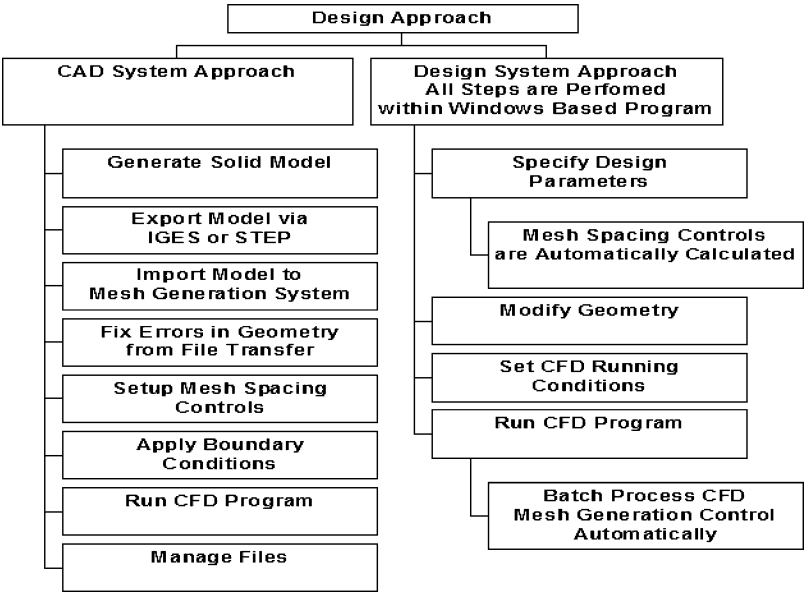 Design Approach
CAD System Approach
Generate Solid Model
Export Model via
IGES or STEP
Import Model to
Mesh Generation System
Fix Errors in Geometry
from File Transfer
Setup Mesh Spacing
Controls
Apply Boundary
Conditions
Run CFD Program
Manage Files
Design System Approach
All Steps are Perfomed
within Windows Based Program
Specify Design
Parameters
Mesh Spacing Controls
are Automatically Calculated
Modify Geometry
Set CFD Running
Conditions
Run CFD Program
Batch Process CFD
Mesh Generation Control
Automatically